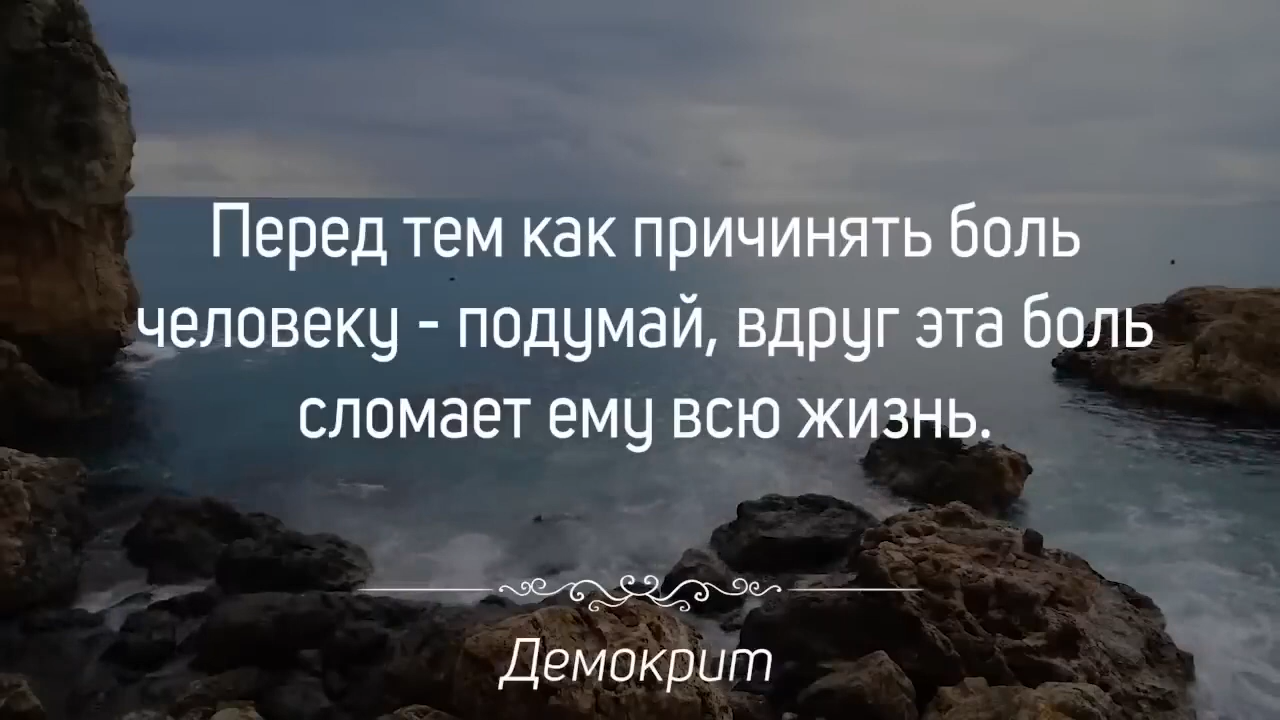 Перед тем как причинять боль
человеку - подумай, вдруг эта боль
сломает ему всю жизнь.
Демокрит